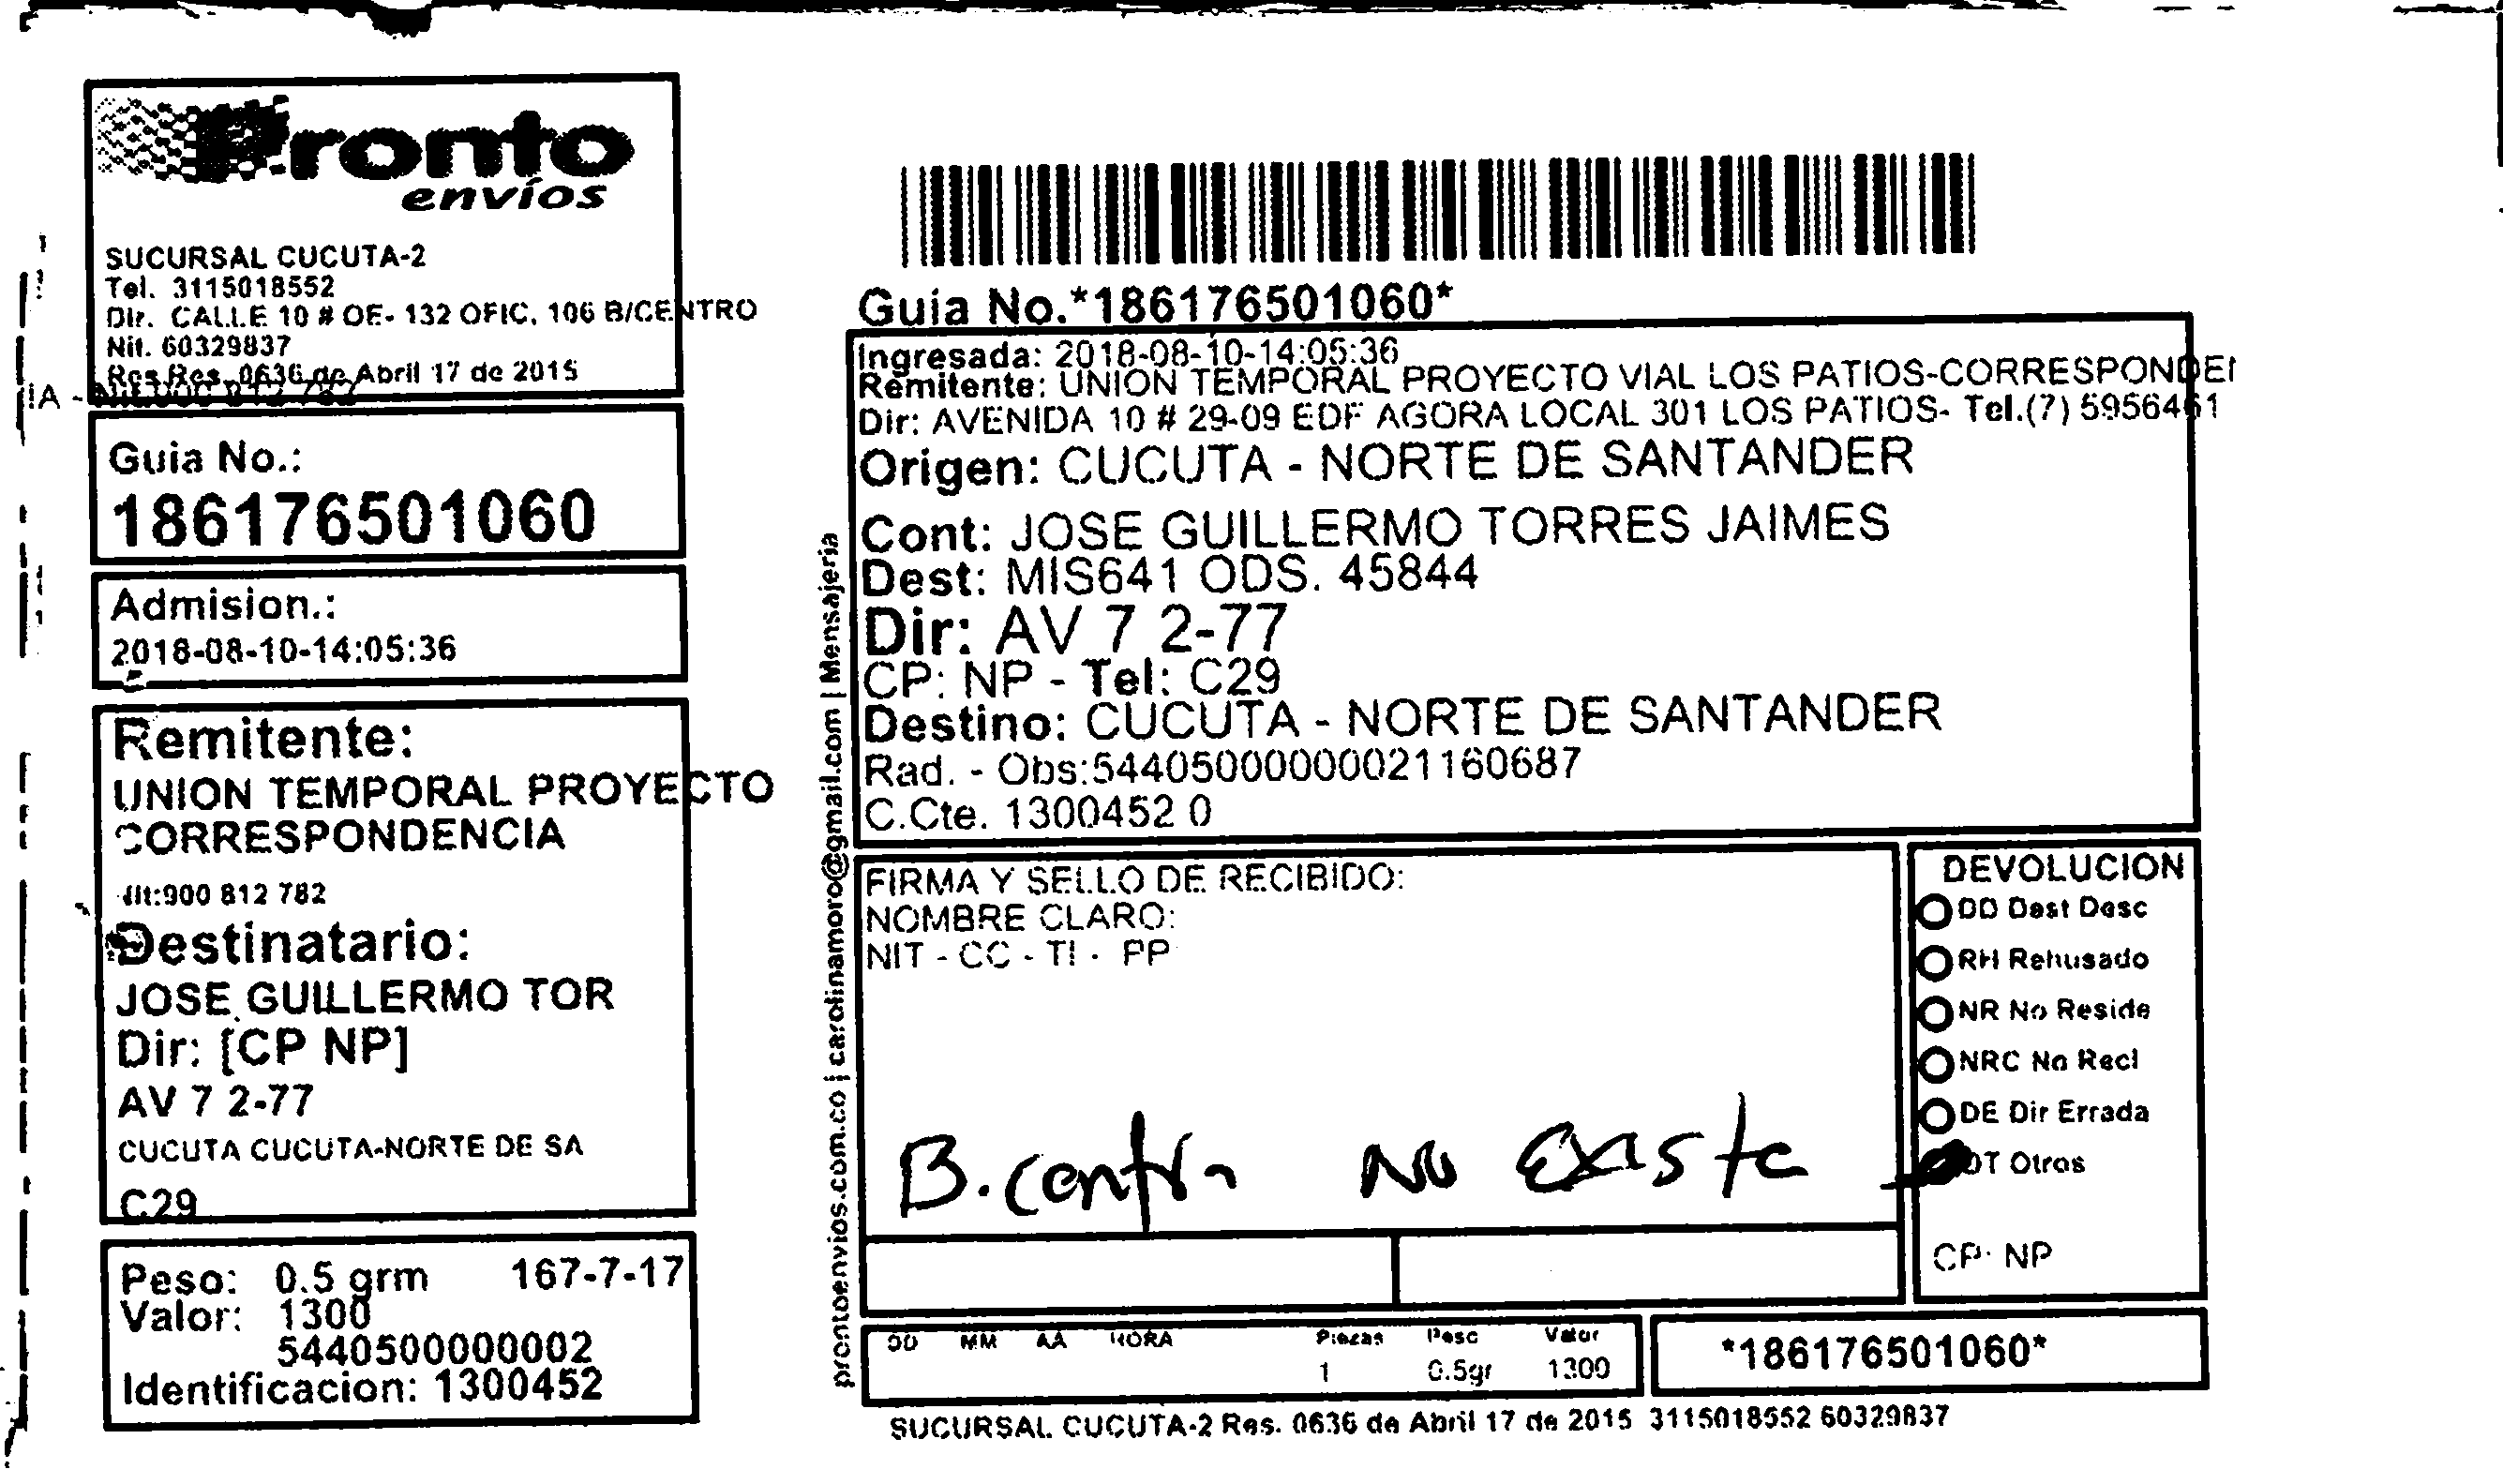 Pronto
envíos
SUCURSAL CUCUTA-2
Tel. 3115018552
Dir. CALLE 10 # OE- 132 OFIC. 106 B/CENTRO
Nit. 60329837
Res Res. 0636 de Abril 17 de 2015
IA -
Guia No.:
186176501060
Admision.:
2018-08-10-14:05:36
Remitente:
UNION TEMPORAL PROYECTO
CORRESPONDENCIA
Nit:900 812 782
Destinatario:
JOSE GUILLERMO TOR
Dir: [CP NP]
AV 7 2-77
CUCUTA CUCUTA-NORTE DE SA
C29
Peso: 0.5 grm 167-7-17
Valor: 1300
5440500000002
Identificacion: 1300452
prontoenvios.com.co | carolinamoro@gmail.com | Mensajeria
Guia No.*186176501060*
Ingresada: 2018-08-10-14:05:36
Remitente: UNION TEMPORAL PROYECTO VIAL LOS PATIOS-CORRESPONDEN
Dir: AVENIDA 10 # 29-09 EDF AGORA LOCAL 301 LOS PATIOS- Tel.(7) 5956461
Origen: CUCUTA - NORTE DE SANTANDER
Cont: JOSE GUILLERMO TORRES JAIMES
Dest: MIS641 ODS. 45844
Dir: AV 7 2-77
CP: NP - Tel: C29
Destino: CUCUTA - NORTE DE SANTANDER
Rad. - Obs:5440500000021160687
C.Cte. 1300452 0
FIRMA Y SELLO DE RECIBIDO:
NOMBRE CLARO:
NIT - CC - TI - PP
B. No Existe
DEVOLUCION
DD Dest Desc
RH Rehusado
NR No Reside
NRC No Recl
DE Dir Errada
OT Otros
CP: NP
DD MM AA HORA Piezas Peso Valor
1 0.5gr 1300
*186176501060*
SUCURSAL CUCUTA-2 Res. 0636 de Abril 17 de 2015 3115018552 60329837